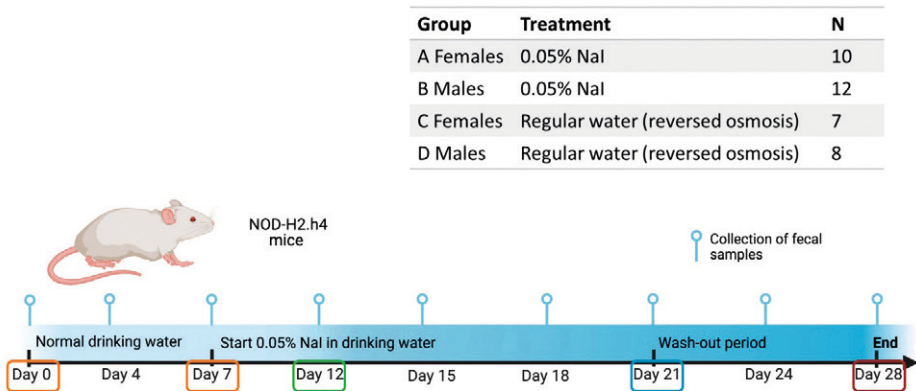 Group Treatment N
A Females 0.05% NaI 10
B Males 0.05% NaI 12
C Females Regular water (reversed osmosis) 7
D Males Regular water (reversed osmosis) 8
NOD-H2.h4
mice
Collection of fecal
samples
Normal drinking water Start 0.05% NaI in drinking water Wash-out period End
Day 0 Day 4 Day 7 Day 12 Day 15 Day 18 Day 21 Day 24 Day 28